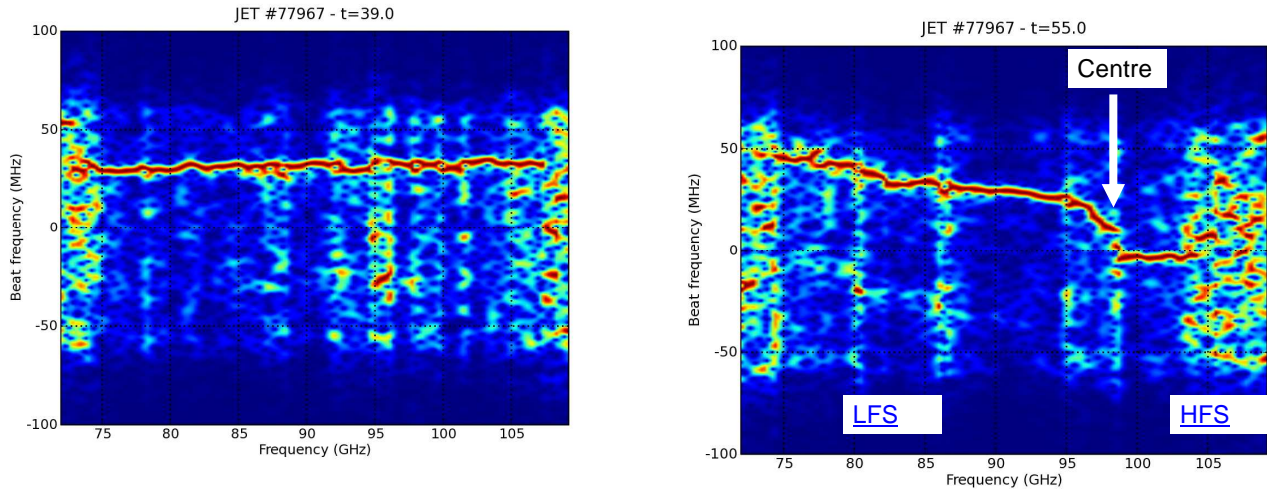 JET #77967 - t=39.0
100
50
0
-50
-100
Beat frequency (MHz)
75 80 85 90 95 100 105
Frequency (GHz)
JET #77967 - t=55.0
Centre
100
50
0
-50
-100
Beat frequency (MHz)
LFS
HFS
75 80 85 90 95 100 105
Frequency (GHz)